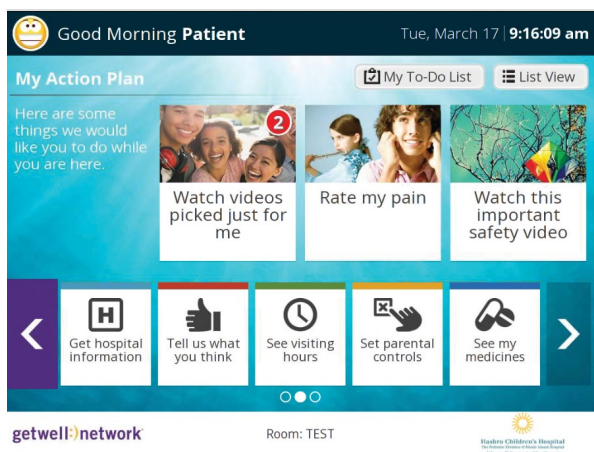 Good Morning Patient
Tue, March 17 | 9:16:09 am
My Action Plan
My To-Do List
List View
Here are some
things we would
like you to do while
you are here.
2
Watch videos
picked just for
me
Rate my pain
Watch this
important
safety video
H
Get hospital
information
Tell us what
you think
See visiting
hours
Set parental
controls
See my
medicines
getwell:)network
Room: TEST
Hasbro Children's Hospital